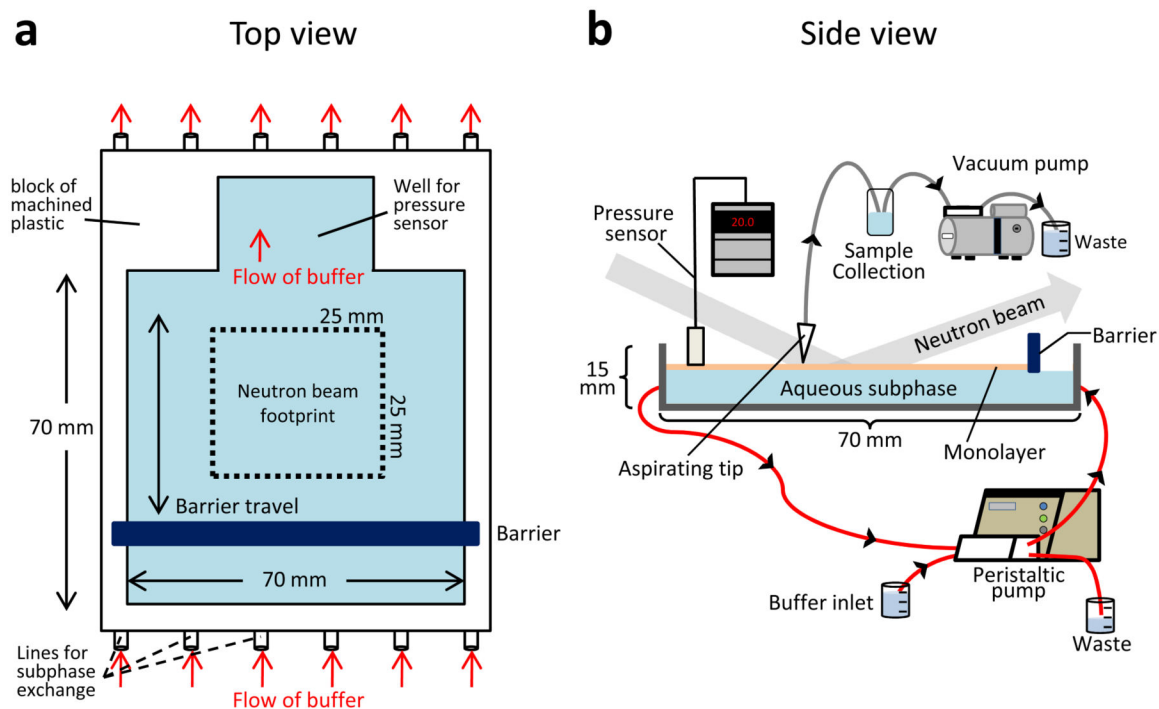 a
Top view
block of
machined
plastic
Well for
pressure
sensor
Flow of buffer
25 mm
Neutron beam
footprint
25 mm
70 mm
Barrier travel
Barrier
70 mm
Lines for
subphase
exchange
Flow of buffer
b
Side view
Vacuum pump
Pressure
sensor
20.0
Sample
Collection
Waste
Neutron beam
Barrier
15
mm
Aqueous subphase
70 mm
Monolayer
Aspirating tip
Peristaltic
pump
Buffer inlet
Waste